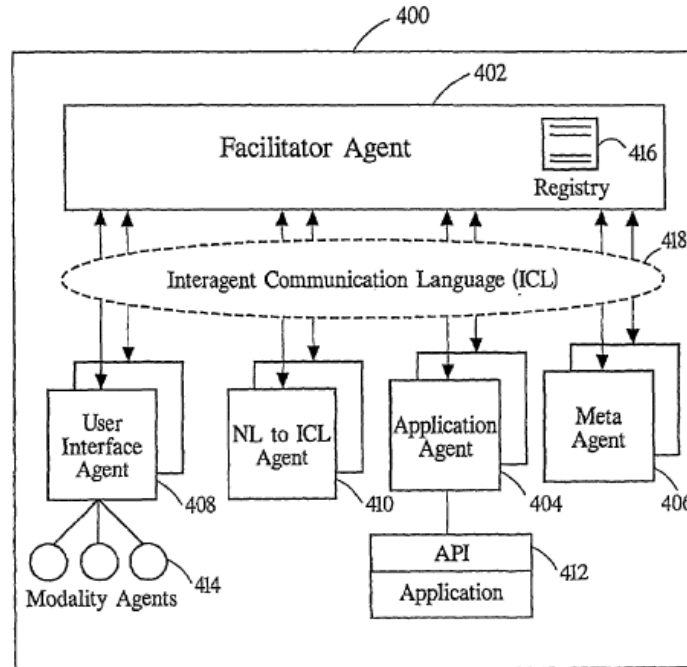 400
402
Facilitator Agent
416
Registry
418
Interagent Communication Language (ICL)
User
Interface
Agent
408
NL to ICL
Agent
410
Application
Agent
404
Meta
Agent
406
414
Modality Agents
API
412
Application